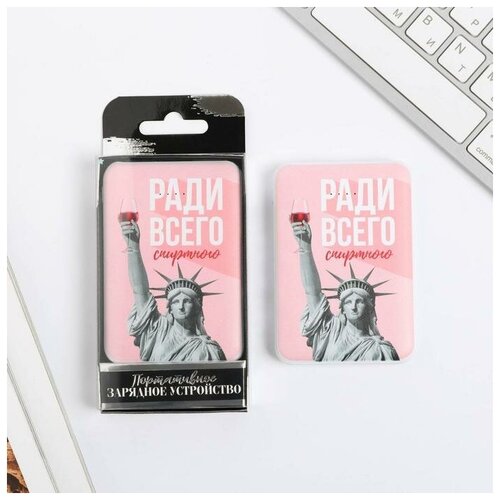 РАДИ
ВСЕГО
спиртного
Портативное
ЗАРЯДНОЕ УСТРОЙСТВО
РАДИ
ВСЕГО
спиртного